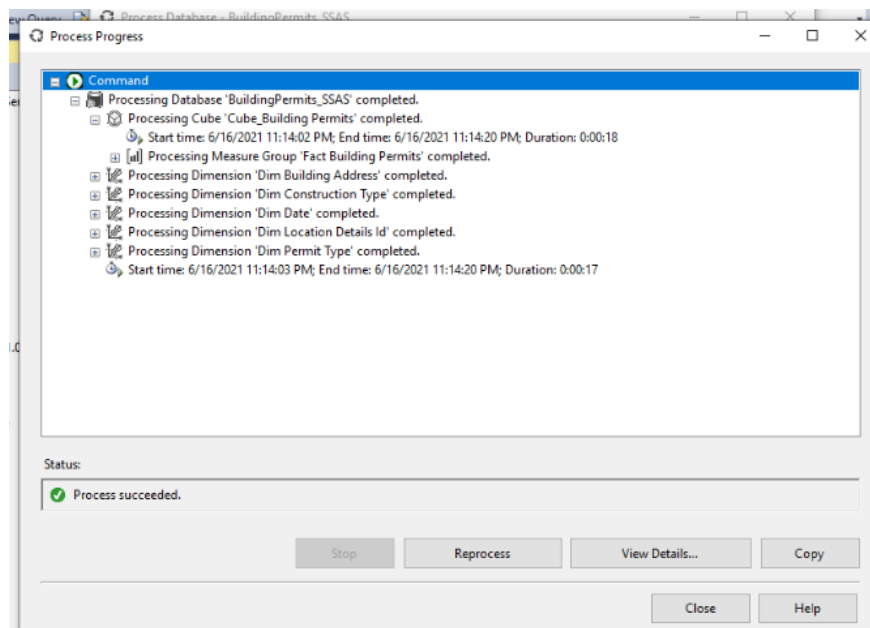 Process Database - BuildingPermits_SSAS
Process Progress
Command
Processing Database 'BuildingPermits_SSAS' completed.
Processing Cube 'Cube_Building Permits' completed.
Start time: 6/16/2021 11:14:02 PM; End time: 6/16/2021 11:14:20 PM; Duration: 0:00:18
Processing Measure Group 'Fact Building Permits' completed.
Processing Dimension 'Dim Building Address' completed.
Processing Dimension 'Dim Construction Type' completed.
Processing Dimension 'Dim Date' completed.
Processing Dimension 'Dim Location Details Id' completed.
Processing Dimension 'Dim Permit Type' completed.
Start time: 6/16/2021 11:14:03 PM; End time: 6/16/2021 11:14:20 PM; Duration: 0:00:17
Status:
Process succeeded.
Stop Reprocess View Details... Copy
Close Help